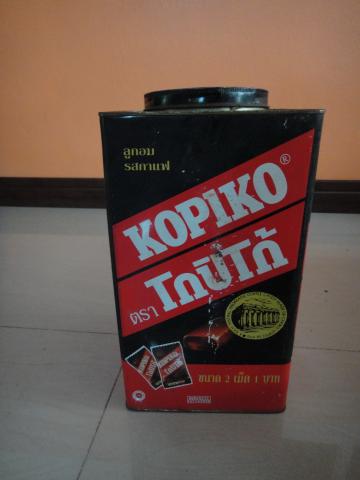 ลูกอม
รสกาแฟ
KOPIKO®
ตรา โกปิโก้
ขนาด 2 เม็ด 1 บาท